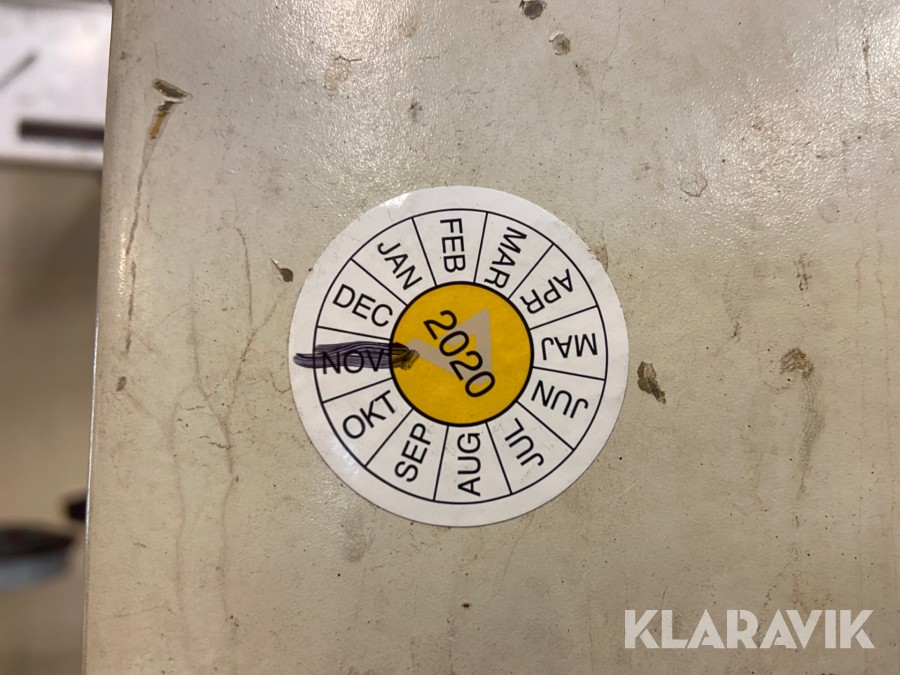 JAN
FEB
MAR
APR
MAJ
JUN
JUL
AUG
SEP
OKT
NOV
DEC
2020
KLARAVIK